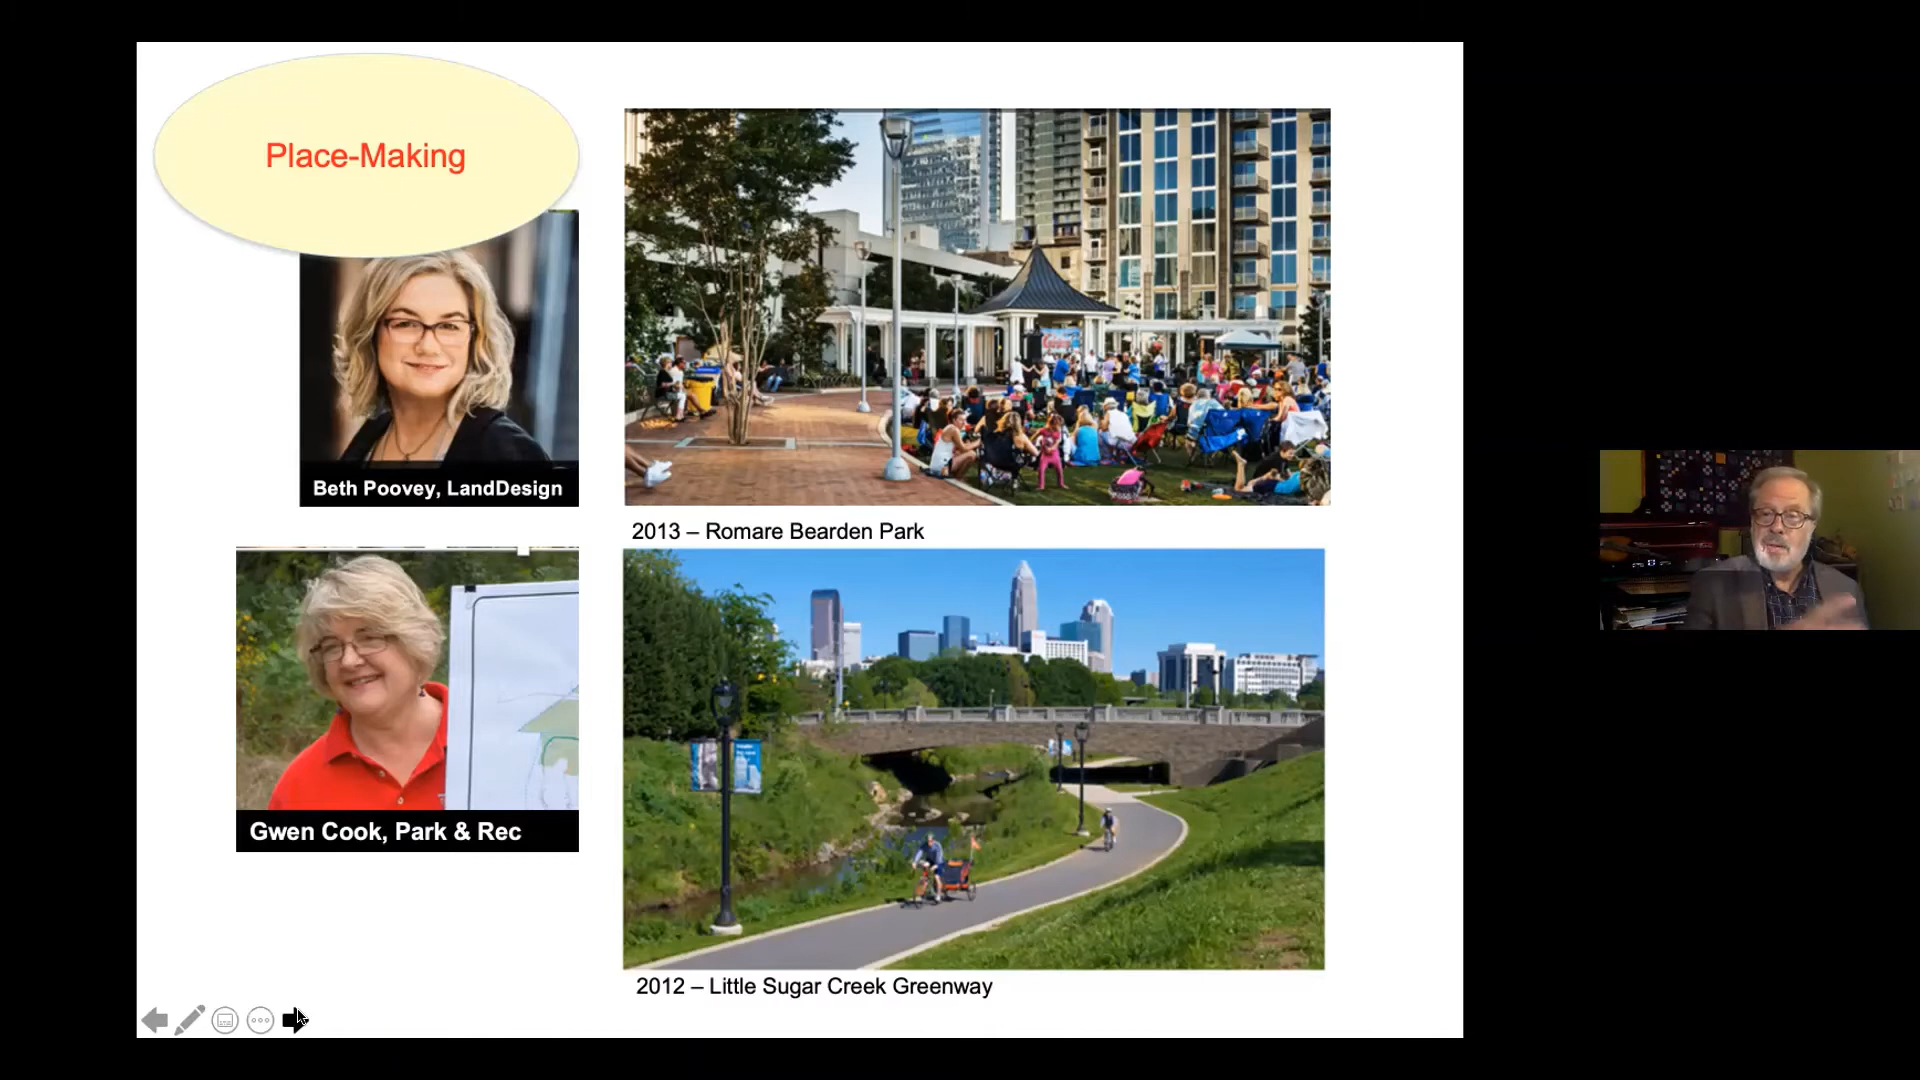 Place-Making
Beth Poovey, LandDesign
2013 – Romare Bearden Park
Gwen Cook, Park & Rec
2012 – Little Sugar Creek Greenway